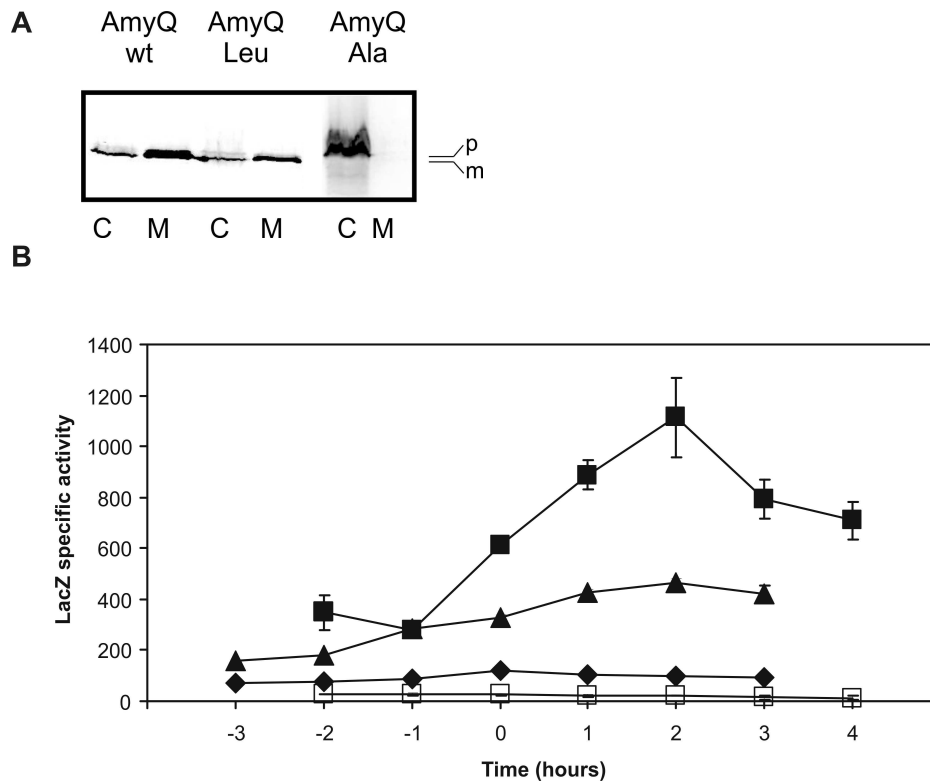 A
AmyQ wt
AmyQ Leu
AmyQ Ala
p
m
C M C M C M
B
1400
1200
1000
800
600
400
200
0
LacZ specific activity
-3 -2 -1 0 1 2 3 4
Time (hours)